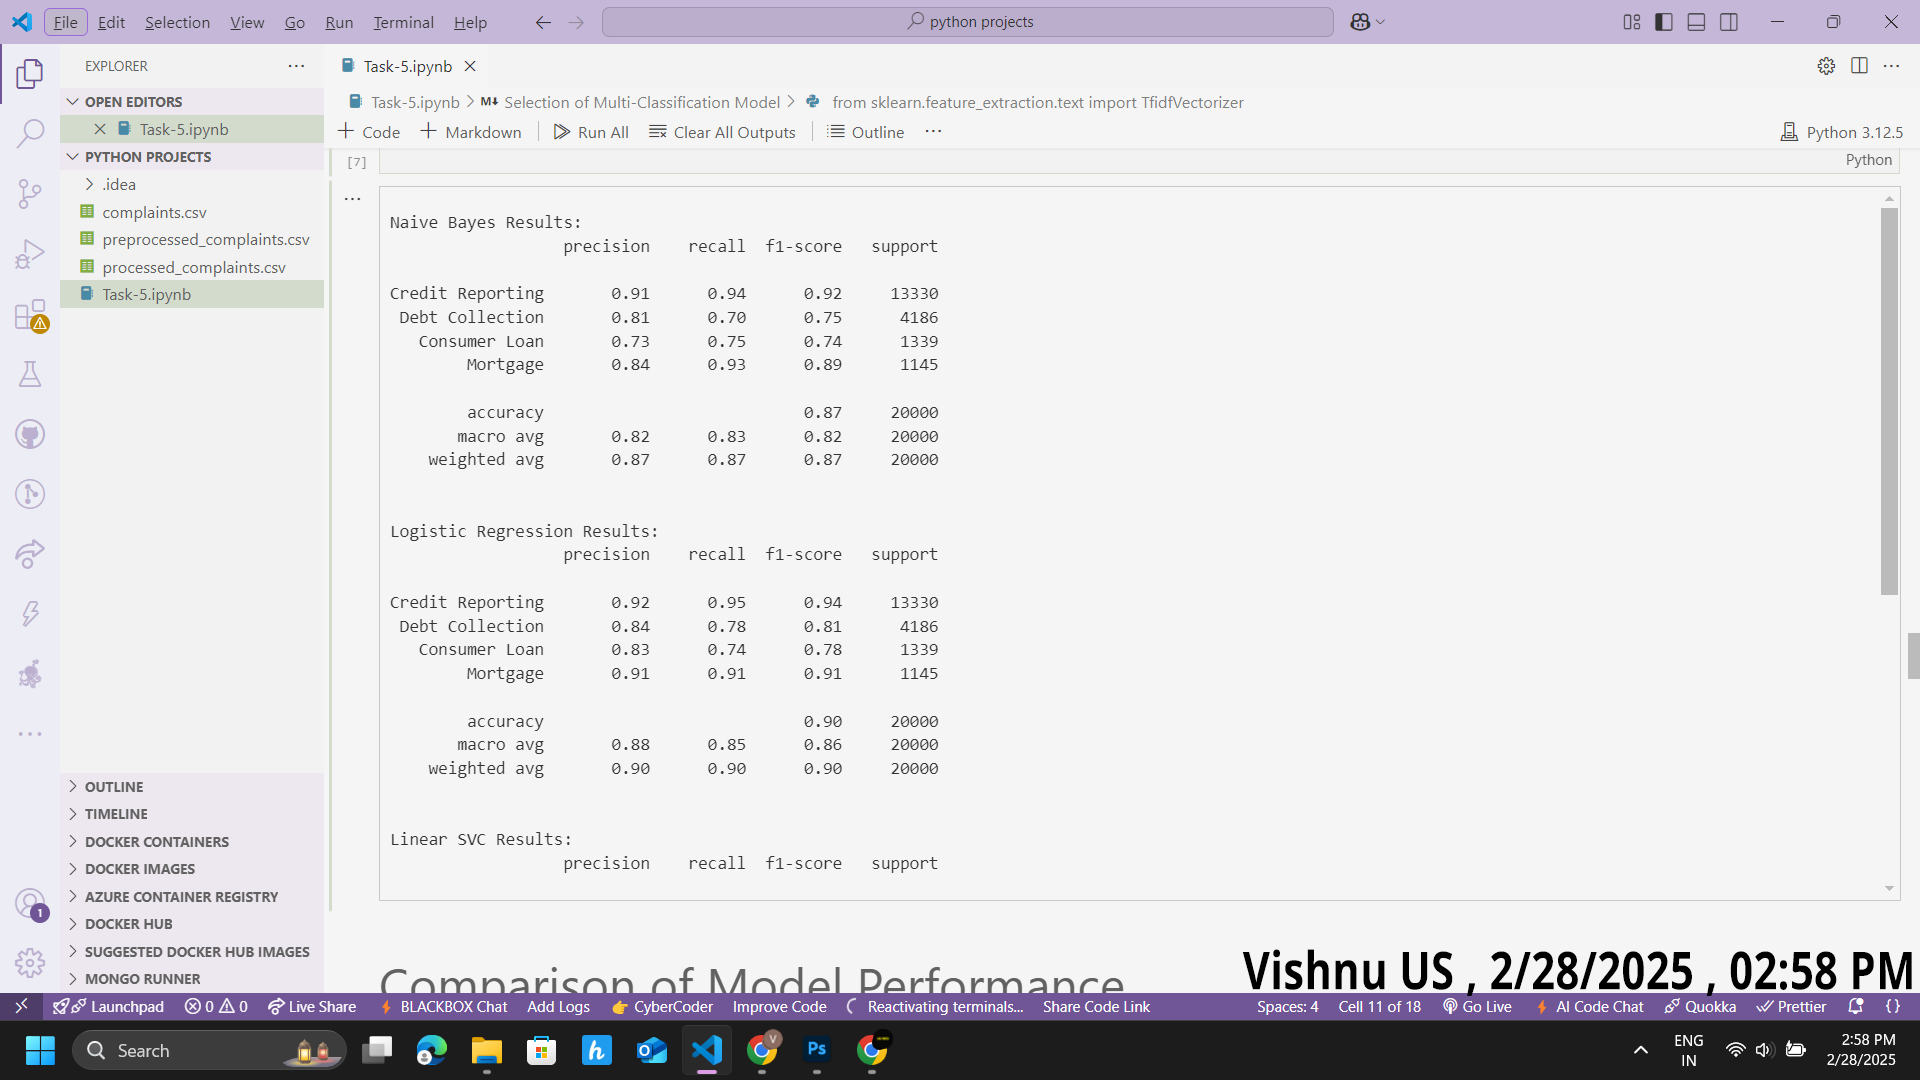 File Edit Selection View Go Run Terminal Help python projects
EXPLORER
OPEN EDITORS
Task-5.ipynb
PYTHON PROJECTS
.idea
complaints.csv
preprocessed_complaints.csv
processed_complaints.csv
Task-5.ipynb
OUTLINE
TIMELINE
DOCKER CONTAINERS
DOCKER IMAGES
AZURE CONTAINER REGISTRY
DOCKER HUB
SUGGESTED DOCKER HUB IMAGES
MONGO RUNNER
1
Task-5.ipynb
Task-5.ipynb > M↓ Selection of Multi-Classification Model > from sklearn.feature_extraction.text import TfidfVectorizer
+ Code + Markdown Run All Clear All Outputs Outline ... Python 3.12.5
[7] Python
Naive Bayes Results:
precision recall f1-score support
Credit Reporting 0.91 0.94 0.92 13330
Debt Collection 0.81 0.70 0.75 4186
Consumer Loan 0.73 0.75 0.74 1339
Mortgage 0.84 0.93 0.89 1145
accuracy 0.87 20000
macro avg 0.82 0.83 0.82 20000
weighted avg 0.87 0.87 0.87 20000
Logistic Regression Results:
precision recall f1-score support
Credit Reporting 0.92 0.95 0.94 13330
Debt Collection 0.84 0.78 0.81 4186
Consumer Loan 0.83 0.74 0.78 1339
Mortgage 0.91 0.91 0.91 1145
accuracy 0.90 20000
macro avg 0.88 0.85 0.86 20000
weighted avg 0.90 0.90 0.90 20000
Linear SVC Results:
precision recall f1-score support
Comparison of Model Performance
Vishnu US , 2/28/2025 , 02:58 PM
Launchpad 0 0 Live Share BLACKBOX Chat Add Logs CyberCoder Improve Code Reactivating terminals... Share Code Link Spaces: 4 Cell 11 of 18 Go Live AI Code Chat Quokka Prettier {}
Search h Ps V ENG
IN
2:58 PM
2/28/2025